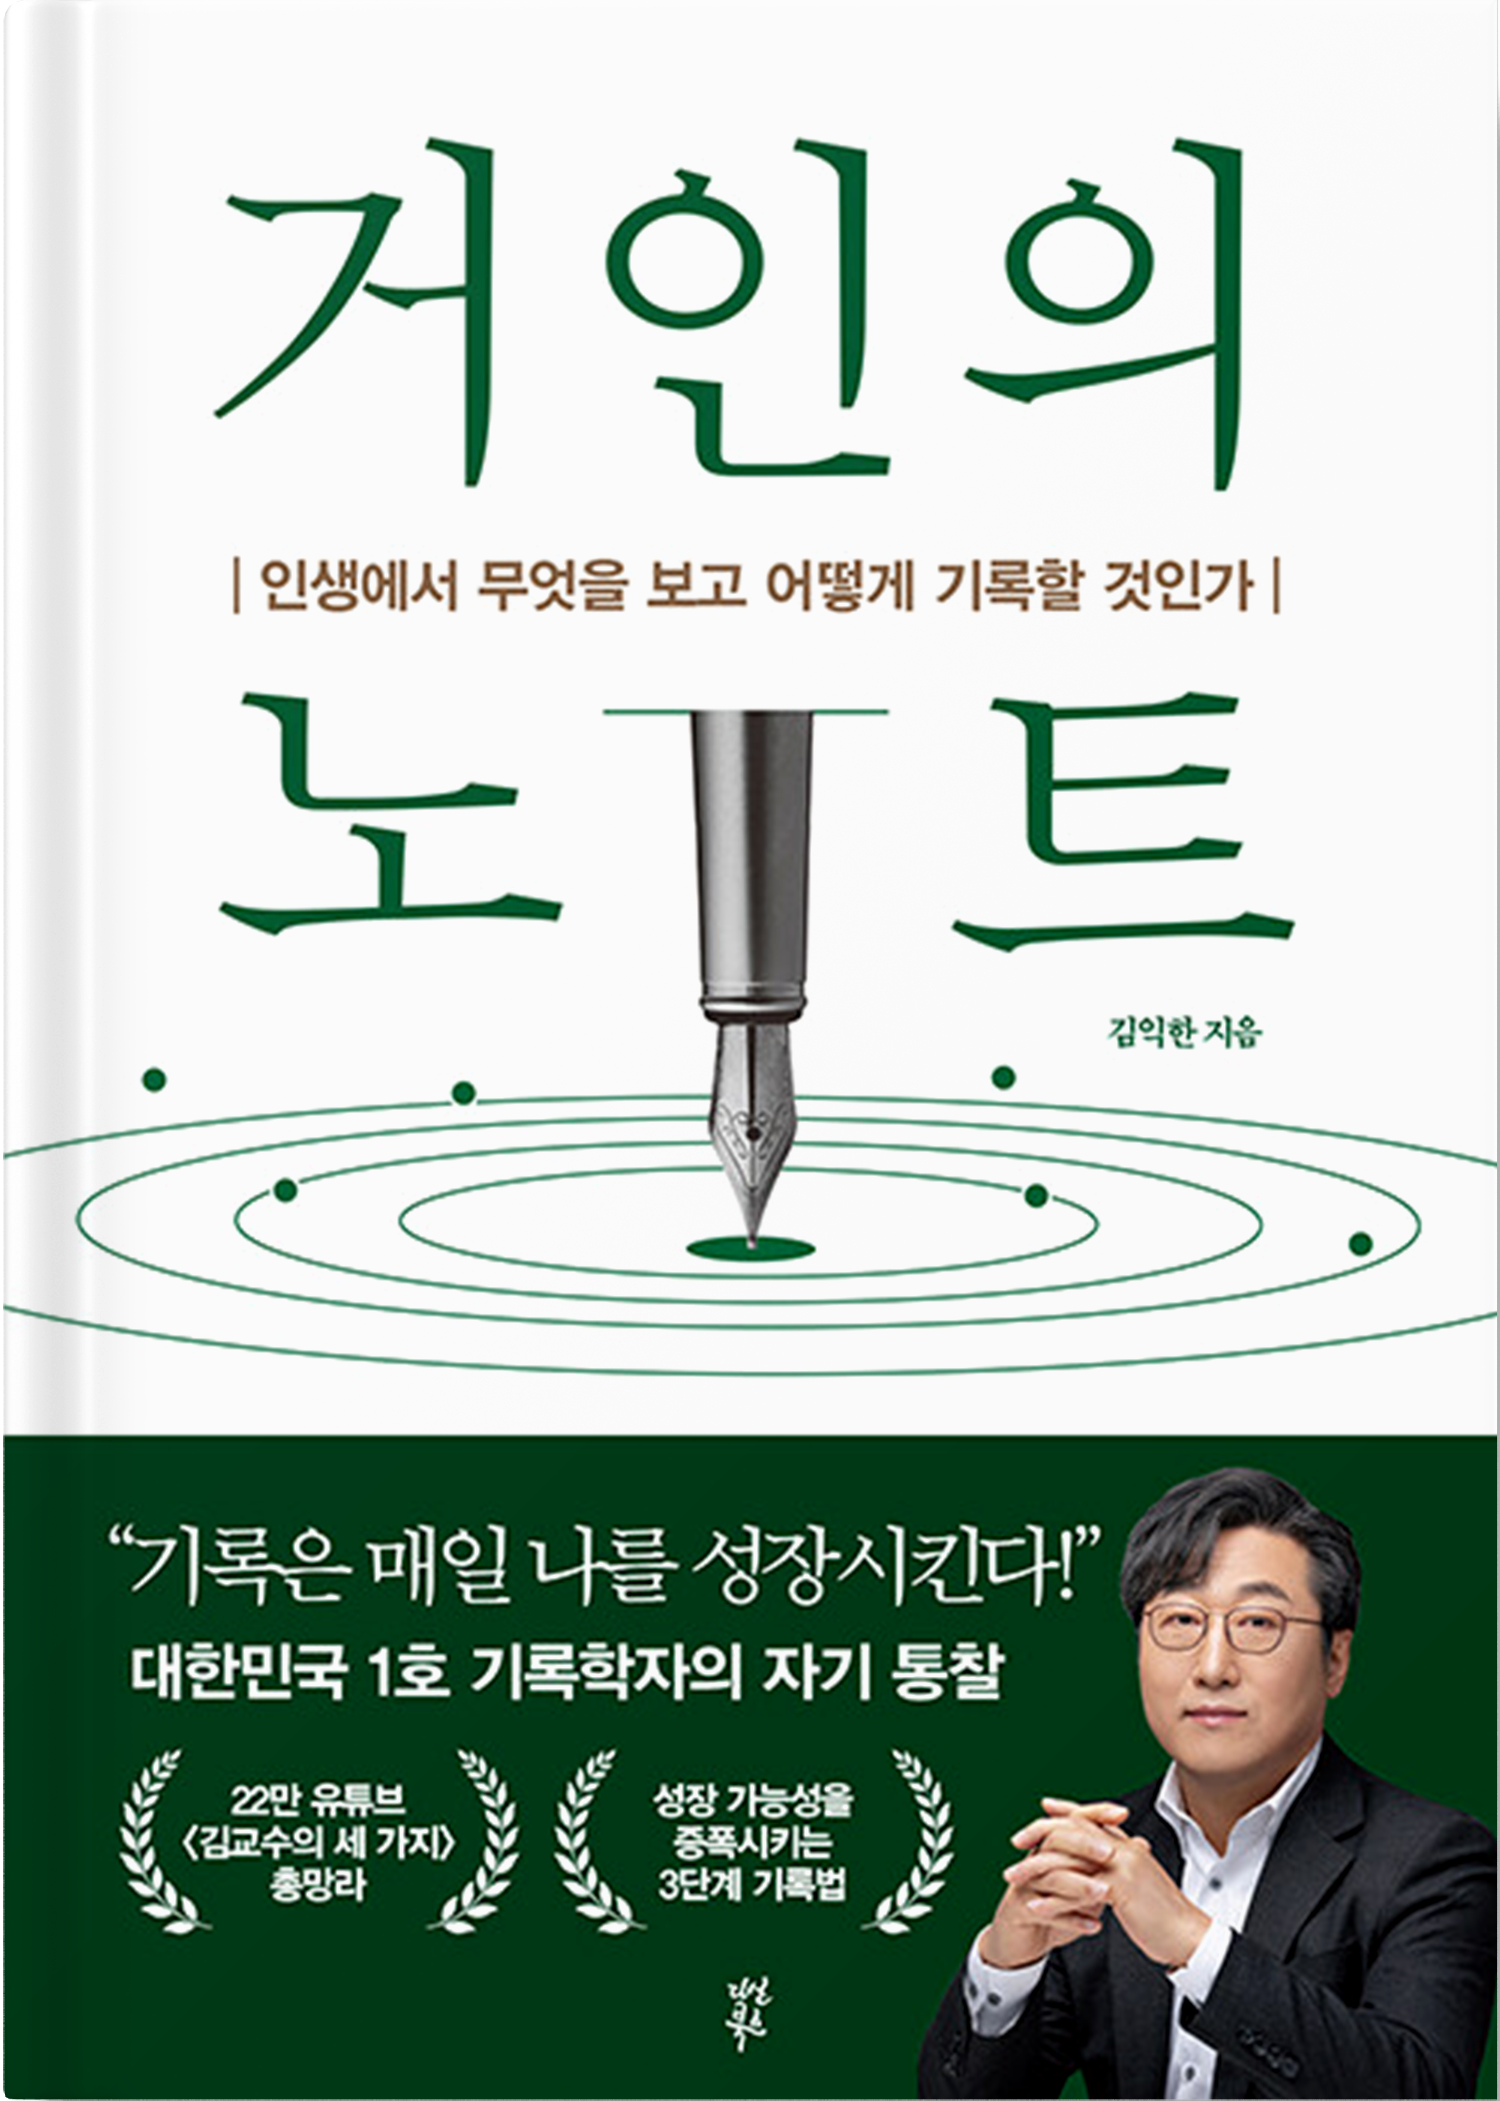 거인의
| 인생에서 무엇을 보고 어떻게 기록할 것인가 |
노트
김익한 지음
“기록은 매일 나를 성장시킨다!”
대한민국 1호 기록학자의 자기 통찰
22만 유튜브
〈김교수의 세 가지〉
총망라
성장 가능성을
증폭시키는
3단계 기록법
다산
북스